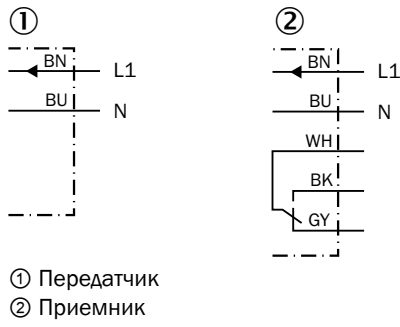 ① ②
BN L1 BN L1
BU N BU N
WH
BK
GY
① Передатчик
② Приемник